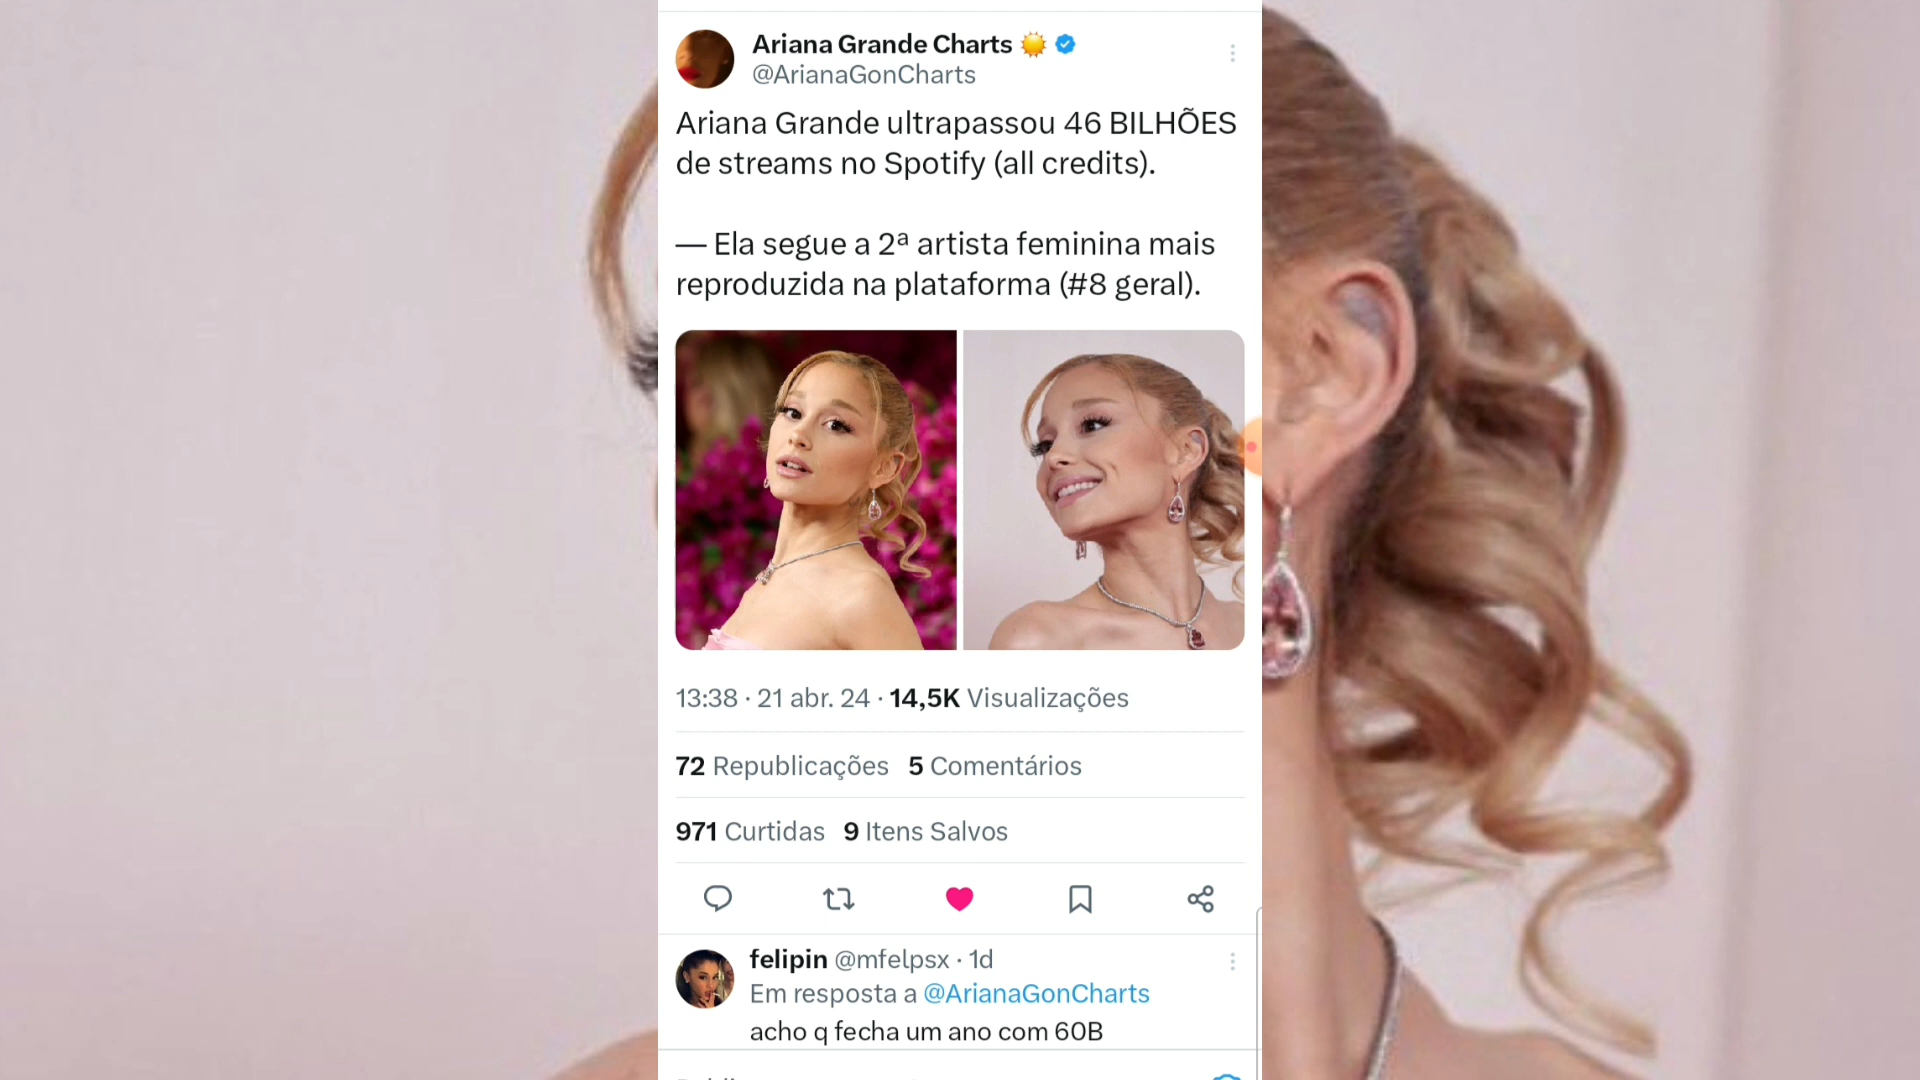 Ariana Grande Charts
@ArianaGonCharts
Ariana Grande ultrapassou 46 BILHÕES
de streams no Spotify (all credits).
— Ela segue a 2ª artista feminina mais
reproduzida na plataforma (#8 geral).
13:38 · 21 abr. 24 · 14,5K Visualizações
72 Republicações 5 Comentários
971 Curtidas 9 Itens Salvos
felipin @mfelpsx · 1d
Em resposta a @ArianaGonCharts
acho q fecha um ano com 60B